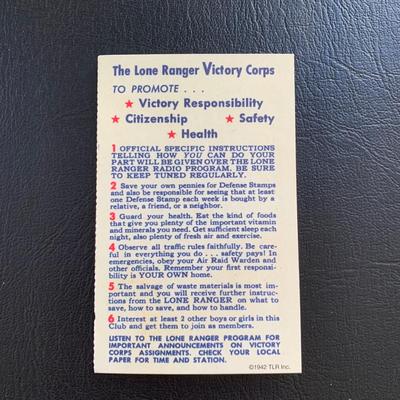 The Lone Ranger Victory Corps
TO PROMOTE . . .
★ Victory Responsibility
★ Citizenship ★ Safety
★ Health
1 OFFICIAL SPECIFIC INSTRUCTIONS
TELLING HOW YOU CAN DO YOUR
PART WILL BE GIVEN OVER THE LONE
RANGER RADIO PROGRAM. BE SURE
TO KEEP TUNED REGULARLY.
2 Save your own pennies for Defense Stamps
and also be responsible for seeing that at least
one Defense Stamp each week is bought by a
relative, a friend, or a neighbor.
3 Guard your health. Eat the kind of foods
that give you plenty of the important vitamin
and minerals you need. Get sufficient sleep each
night, also plenty of fresh air and exercise.
4 Observe all traffic rules faithfully. Be care-
ful in everything you do . . . safety pays! In
emergencies, obey your Air Raid Warden and
other officials. Remember your first responsi-
bility is YOUR OWN home.
5 The salvage of waste materials is most im-
portant and you will receive further instruc-
tions from the LONE RANGER on what to
save, how to save, and how to handle.
6 Interest at least 2 other boys or girls in this
Club and get them to join as members.
LISTEN TO THE LONE RANGER PROGRAM FOR
IMPORTANT ANNOUNCEMENTS ON VICTORY
CORPS ASSIGNMENTS. CHECK YOUR LOCAL
PAPER FOR TIME AND STATION.
©1942 TLR Inc.